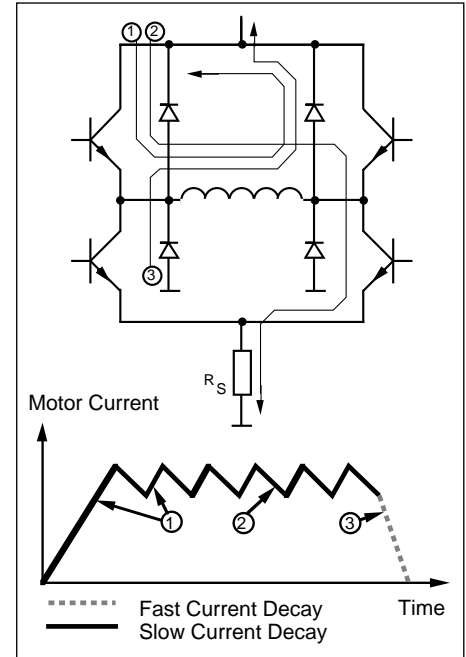 ① ②
③
R S
Motor Current
① ② ③
Fast Current Decay Time
Slow Current Decay